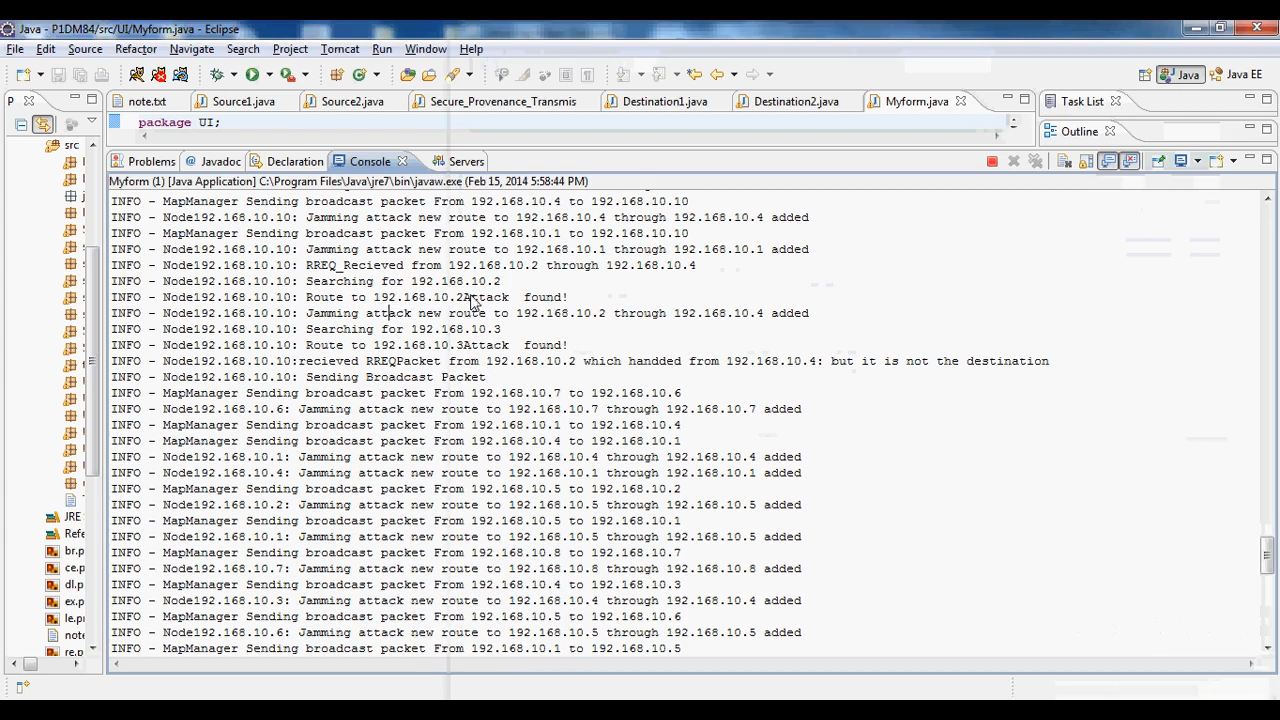 Java - P1DM84/src/UI/Myform.java - Eclipse
File Edit Source Refactor Navigate Search Project Tomcat Run Window Help
Java Java EE
P note.txt Source1.java Source2.java Secure_Provenance_Transmis Destination1.java Destination2.java Myform.java Task List
package UI;
Outline
src
Problems @ Javadoc Declaration Console Servers
Myform (1) [Java Application] C:\Program Files\Java\jre7\bin\javaw.exe (Feb 15, 2014 5:58:44 PM)
INFO - MapManager Sending broadcast packet From 192.168.10.4 to 192.168.10.10
INFO - Node192.168.10.10: Jamming attack new route to 192.168.10.4 through 192.168.10.4 added
INFO - MapManager Sending broadcast packet From 192.168.10.1 to 192.168.10.10
INFO - Node192.168.10.10: Jamming attack new route to 192.168.10.1 through 192.168.10.1 added
INFO - Node192.168.10.10: RREQ_Recieved from 192.168.10.2 through 192.168.10.4
INFO - Node192.168.10.10: Searching for 192.168.10.2
INFO - Node192.168.10.10: Route to 192.168.10.2Attack found!
INFO - Node192.168.10.10: Jamming attack new route to 192.168.10.2 through 192.168.10.4 added
INFO - Node192.168.10.10: Searching for 192.168.10.3
INFO - Node192.168.10.10: Route to 192.168.10.3Attack found!
INFO - Node192.168.10.10:recieved RREQPacket from 192.168.10.2 which handded from 192.168.10.4: but it is not the destination
INFO - Node192.168.10.10: Sending Broadcast Packet
INFO - MapManager Sending broadcast packet From 192.168.10.7 to 192.168.10.6
INFO - Node192.168.10.6: Jamming attack new route to 192.168.10.7 through 192.168.10.7 added
INFO - MapManager Sending broadcast packet From 192.168.10.1 to 192.168.10.4
INFO - MapManager Sending broadcast packet From 192.168.10.4 to 192.168.10.1
INFO - Node192.168.10.1: Jamming attack new route to 192.168.10.4 through 192.168.10.4 added
INFO - Node192.168.10.4: Jamming attack new route to 192.168.10.1 through 192.168.10.1 added
INFO - MapManager Sending broadcast packet From 192.168.10.5 to 192.168.10.2
INFO - Node192.168.10.2: Jamming attack new route to 192.168.10.5 through 192.168.10.5 added
INFO - MapManager Sending broadcast packet From 192.168.10.5 to 192.168.10.1
INFO - Node192.168.10.1: Jamming attack new route to 192.168.10.5 through 192.168.10.5 added
INFO - MapManager Sending broadcast packet From 192.168.10.8 to 192.168.10.7
INFO - Node192.168.10.7: Jamming attack new route to 192.168.10.8 through 192.168.10.8 added
INFO - MapManager Sending broadcast packet From 192.168.10.4 to 192.168.10.3
INFO - Node192.168.10.3: Jamming attack new route to 192.168.10.4 through 192.168.10.4 added
INFO - MapManager Sending broadcast packet From 192.168.10.5 to 192.168.10.6
INFO - Node192.168.10.6: Jamming attack new route to 192.168.10.5 through 192.168.10.5 added
INFO - MapManager Sending broadcast packet From 192.168.10.1 to 192.168.10.5
JRE
Refe
br.p
ce.p
dl.p
ex.p
le.p
note
re.p